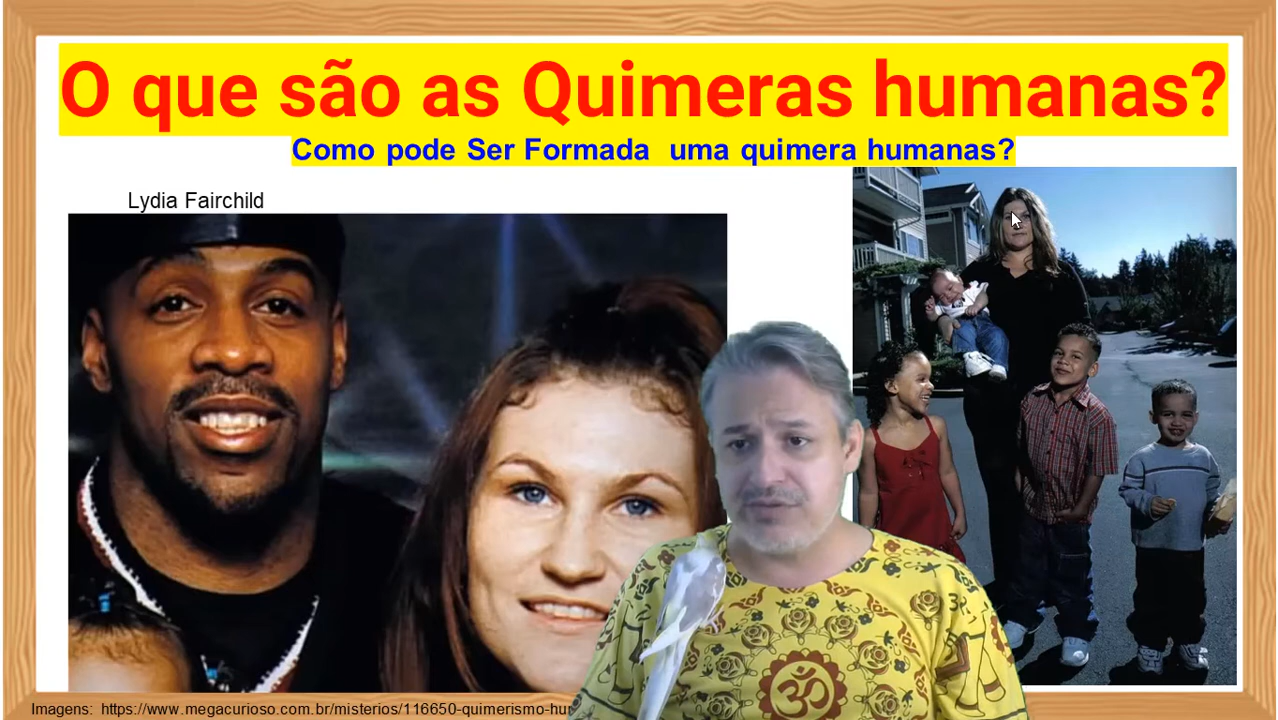 O que são as Quimeras humanas?
Como pode Ser Formada uma quimera humanas?
Lydia Fairchild
ॐ
Imagens: https://www.megacurioso.com.br/misterios/116650-quimerismo-hu